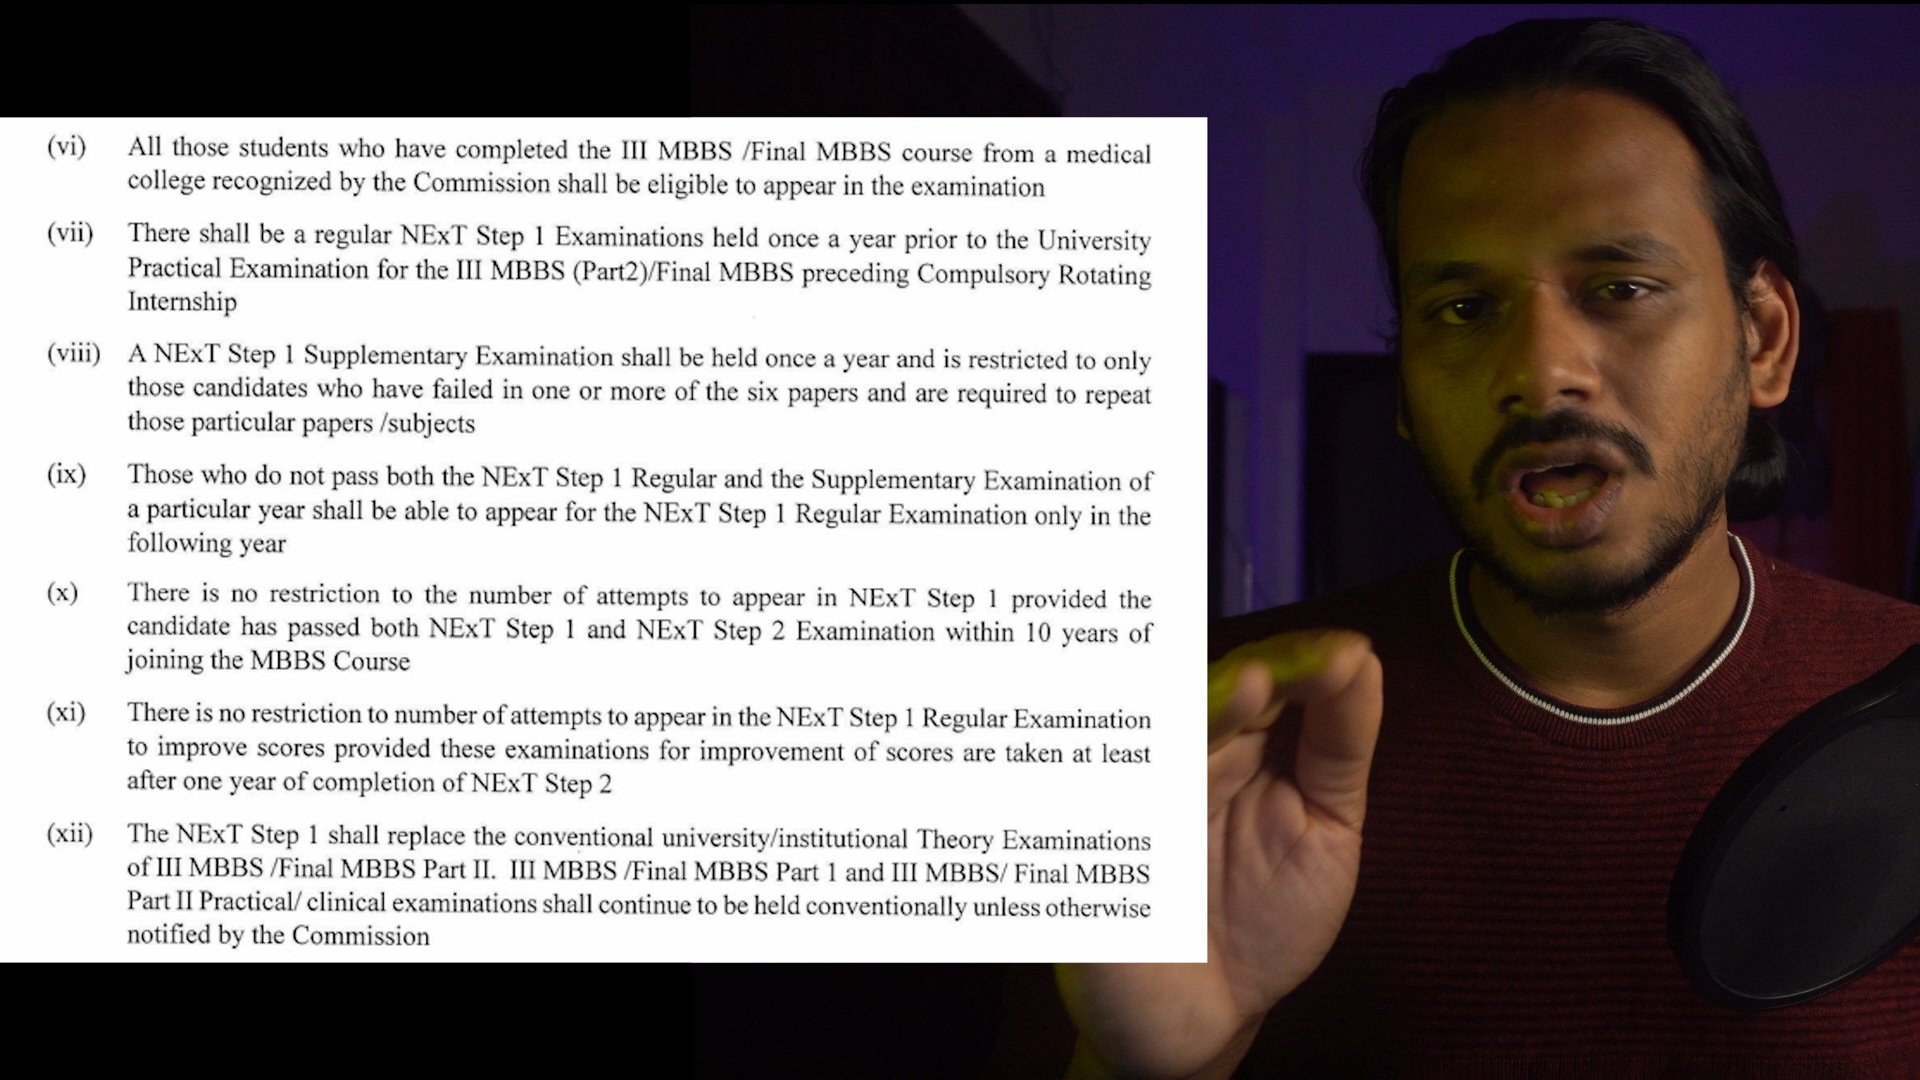 (vi) All those students who have completed the III MBBS /Final MBBS course from a medical
college recognized by the Commission shall be eligible to appear in the examination
(vii) There shall be a regular NExT Step 1 Examinations held once a year prior to the University
Practical Examination for the III MBBS (Part2)/Final MBBS preceding Compulsory Rotating
Internship
(viii) A NExT Step 1 Supplementary Examination shall be held once a year and is restricted to only
those candidates who have failed in one or more of the six papers and are required to repeat
those particular papers /subjects
(ix) Those who do not pass both the NExT Step 1 Regular and the Supplementary Examination of
a particular year shall be able to appear for the NExT Step 1 Regular Examination only in the
following year
(x) There is no restriction to the number of attempts to appear in NExT Step 1 provided the
candidate has passed both NExT Step 1 and NExT Step 2 Examination within 10 years of
joining the MBBS Course
(xi) There is no restriction to number of attempts to appear in the NExT Step 1 Regular Examination
to improve scores provided these examinations for improvement of scores are taken at least
after one year of completion of NExT Step 2
(xii) The NExT Step 1 shall replace the conventional university/institutional Theory Examinations
of III MBBS /Final MBBS Part II. III MBBS /Final MBBS Part 1 and III MBBS/ Final MBBS
Part II Practical/ clinical examinations shall continue to be held conventionally unless otherwise
notified by the Commission